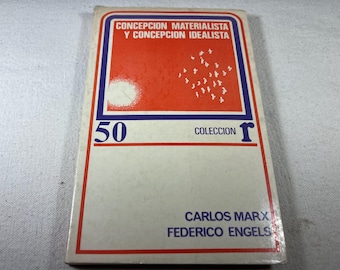 CONCEPCION MATERIALISTA
Y CONCEPCION IDEALISTA
50
COLECCION r
CARLOS MARX
FEDERICO ENGELS